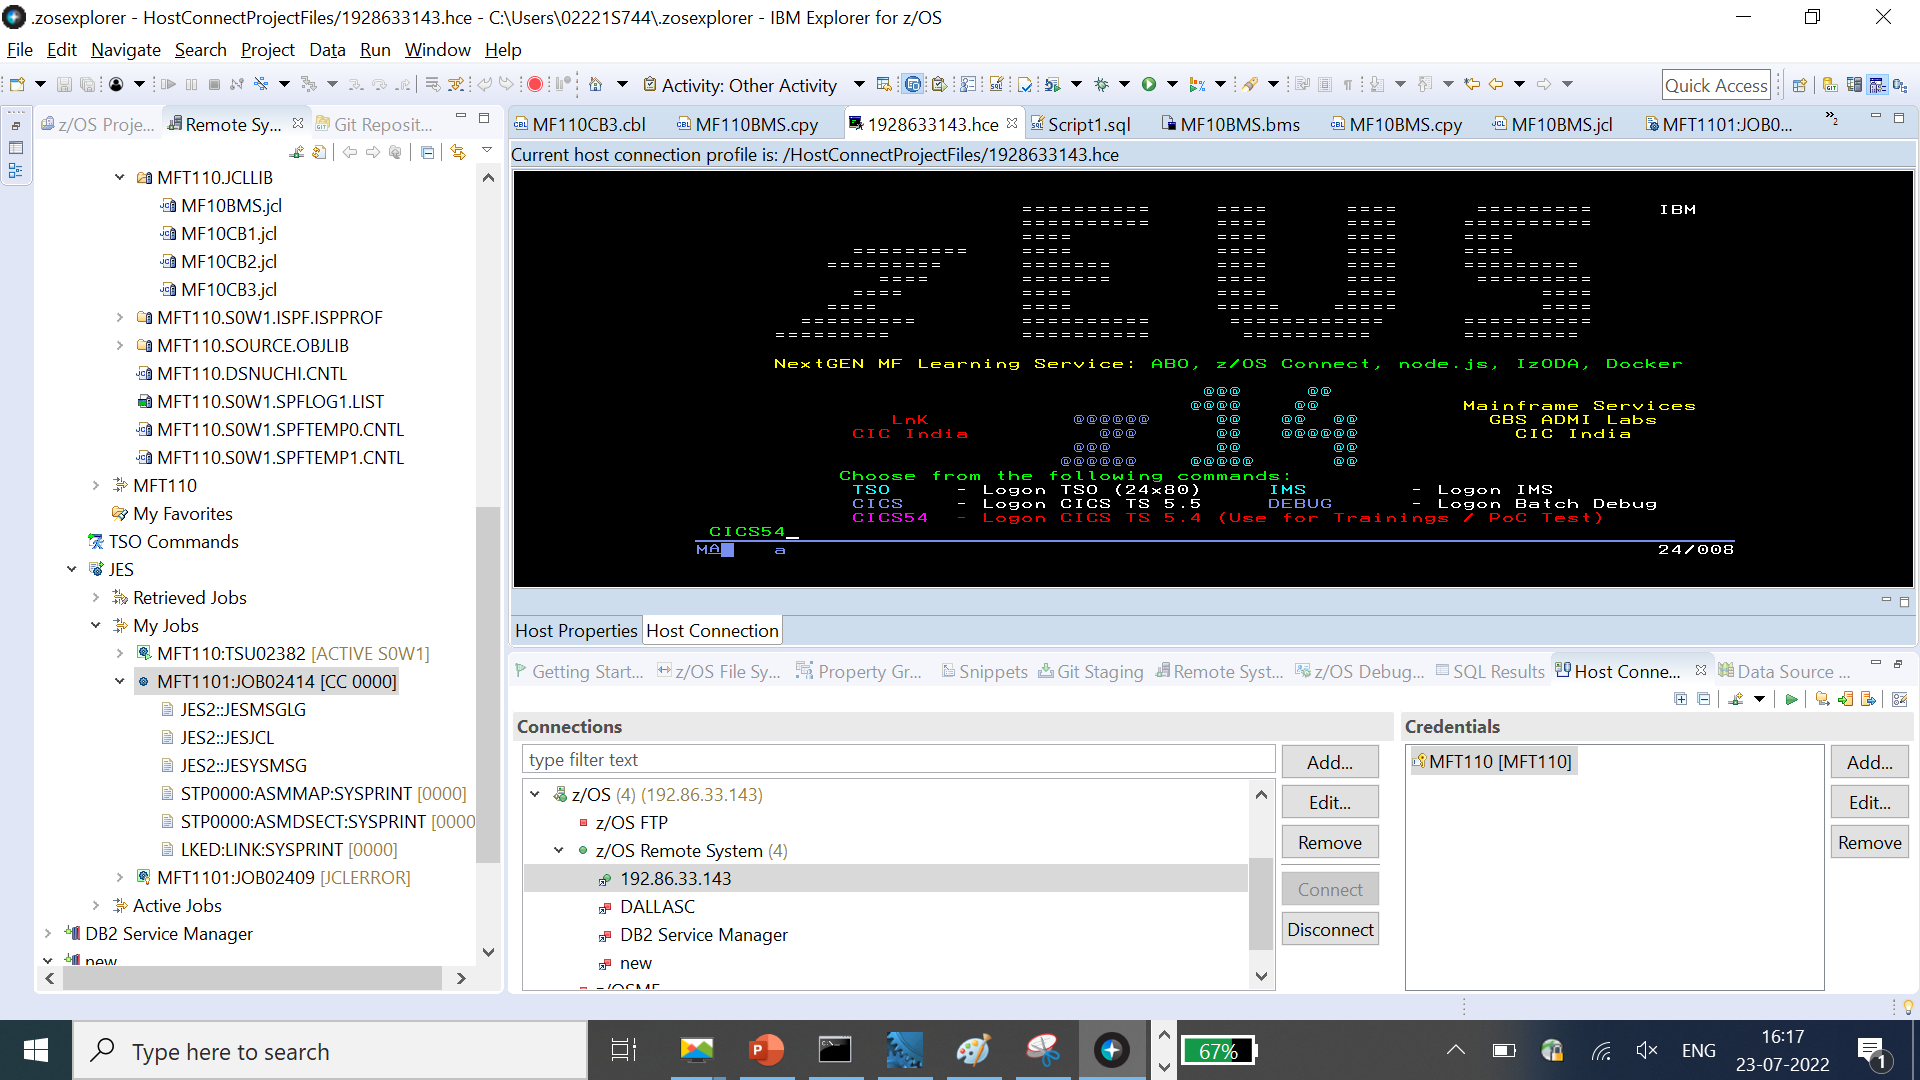 .zosexplorer - HostConnectProjectFiles/1928633143.hce - C:\Users\02221S744\.zosexplorer - IBM Explorer for z/OS
File Edit Navigate Search Project Data Run Window Help
Activity: Other Activity
Quick Access
z/OS Proje...
Remote Sy...
Git Reposit...
MFT110.JCLLIB
MF10BMS.jcl
MF10CB1.jcl
MF10CB2.jcl
MF10CB3.jcl
MFT110.S0W1.ISPF.ISPPROF
MFT110.SOURCE.OBJLIB
MFT110.DSNUCHI.CNTL
MFT110.S0W1.SPFLOG1.LIST
MFT110.S0W1.SPFTEMP0.CNTL
MFT110.S0W1.SPFTEMP1.CNTL
MFT110
My Favorites
TSO Commands
JES
Retrieved Jobs
My Jobs
MFT110:TSU02382 [ACTIVE S0W1]
MFT1101:JOB02414 [CC 0000]
JES2::JESMSGLG
JES2::JESJCL
JES2::JESYSMSG
STP0000:ASMMAP:SYSPRINT [0000]
STP0000:ASMDSECT:SYSPRINT [0000
LKED:LINK:SYSPRINT [0000]
MFT1101:JOB02409 [JCLERROR]
Active Jobs
DB2 Service Manager
new
MF110CB3.cbl
MF110BMS.cpy
1928633143.hce
Script1.sql
MF10BMS.bms
MF10BMS.cpy
MF10BMS.jcl
MFT1101:JOB0...
2
Current host connection profile is: /HostConnectProjectFiles/1928633143.hce
IBM
zEUS
NextGEN MF Learning Service: ABO, z/OS Connect, node.js, IzODA, Docker
z14
LnK
CIC India
Mainframe Services
GBS ADMI Labs
CIC India
Choose from the following commands:
TSO - Logon TSO (24x80) IMS - Logon IMS
CICS - Logon CICS TS 5.5 DEBUG - Logon Batch Debug
CICS54 - Logon CICS TS 5.4 (Use for Trainings / PoC Test)
CICS54_
MA a 24/008
Host Properties
Host Connection
Getting Start...
z/OS File Sy...
Property Gr...
Snippets
Git Staging
Remote Syst...
z/OS Debug...
SQL Results
Host Conne...
Data Source ...
Connections
type filter text
z/OS (4) (192.86.33.143)
z/OS FTP
z/OS Remote System (4)
192.86.33.143
DALLASC
DB2 Service Manager
new
Add...
Edit...
Remove
Connect
Disconnect
Credentials
MFT110 [MFT110]
Add...
Edit...
Remove
Type here to search
67%
ENG
16:17
23-07-2022
1